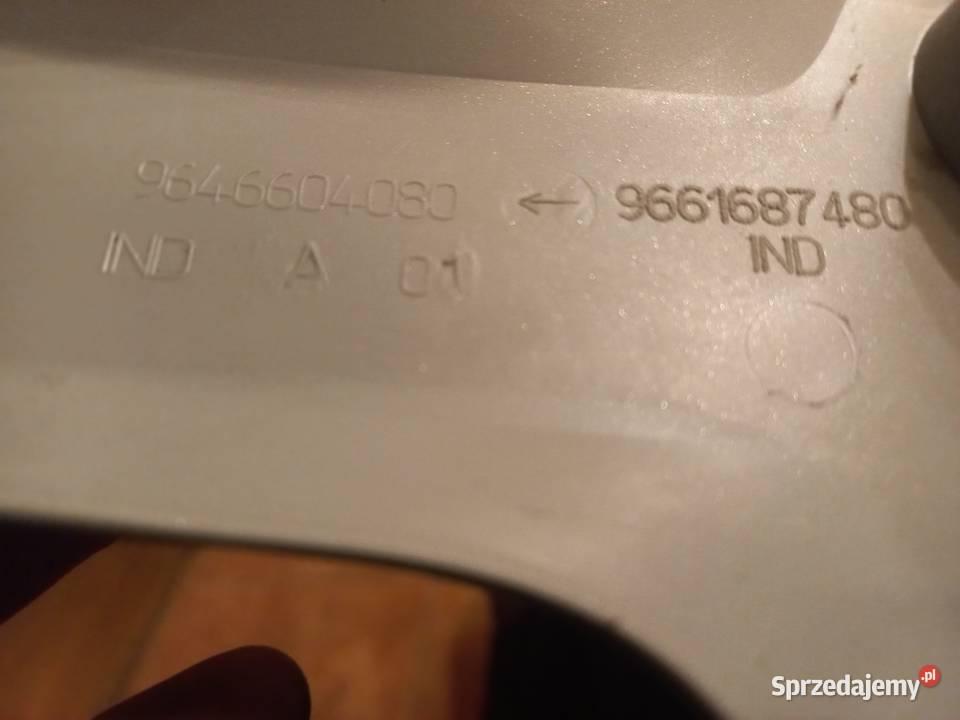 9646604080 ← 9661687480
IND A 01 IND
Sprzedajemy.pl